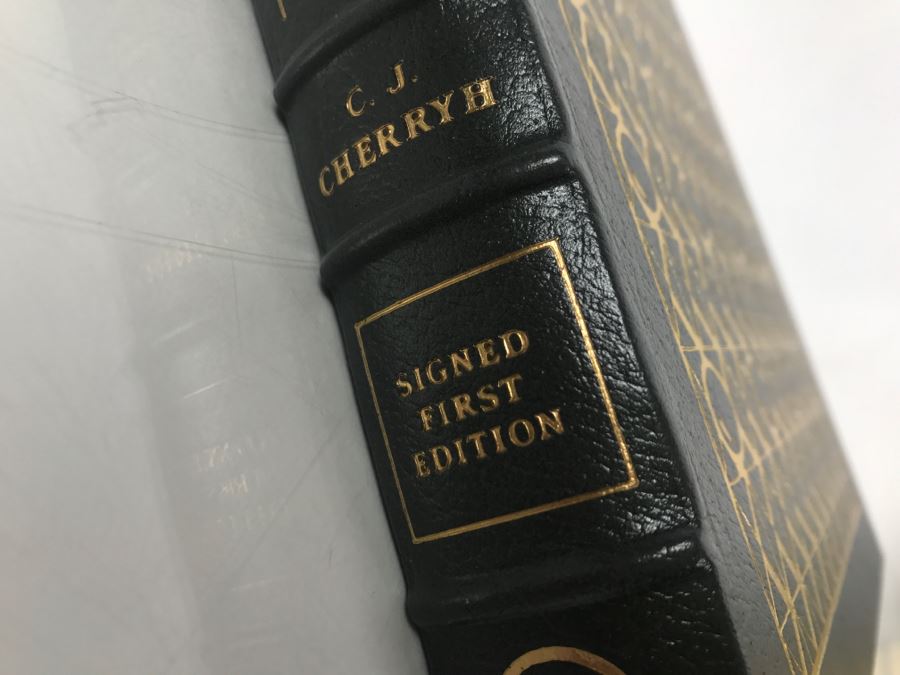 C. J.
CHERRYH
SIGNED
FIRST
EDITION